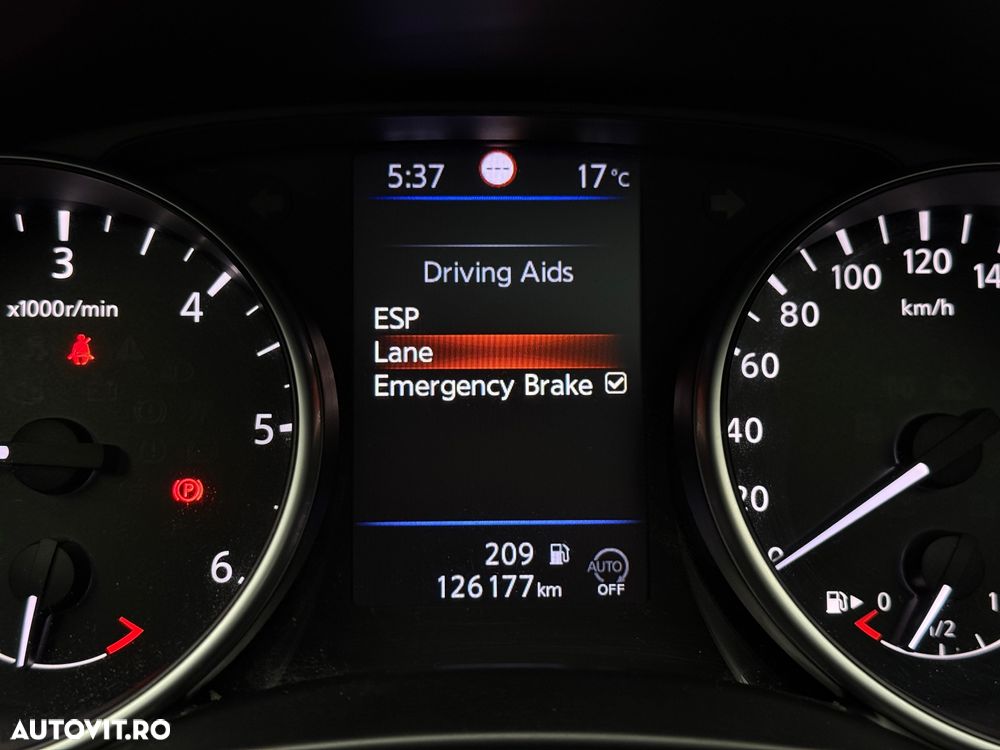 5:37 17°C
Driving Aids
ESP
Lane
Emergency Brake
209
126177km
AUTO
OFF
3
x1000r/min
4
5
6
P
80
100
120
km/h
60
40
0
0
1/2
AUTOVIT.RO